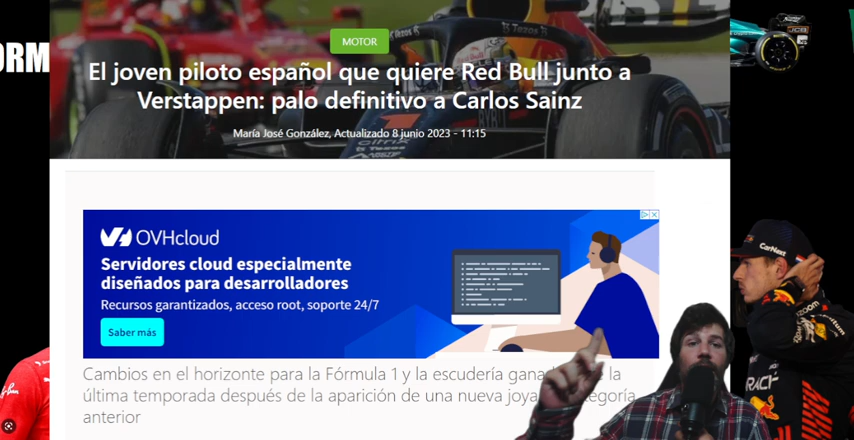 ORM
MOTOR
El joven piloto español que quiere Red Bull junto a
Verstappen: palo definitivo a Carlos Sainz
María José González, Actualizado 8 junio 2023 - 11:15
OVHcloud
Servidores cloud especialmente
diseñados para desarrolladores
Recursos garantizados, acceso root, soporte 24/7
Saber más
Cambios en el horizonte para la Fórmula 1 y la escudería la
última temporada después de la aparición de una nueva joya
anterior
CarNext